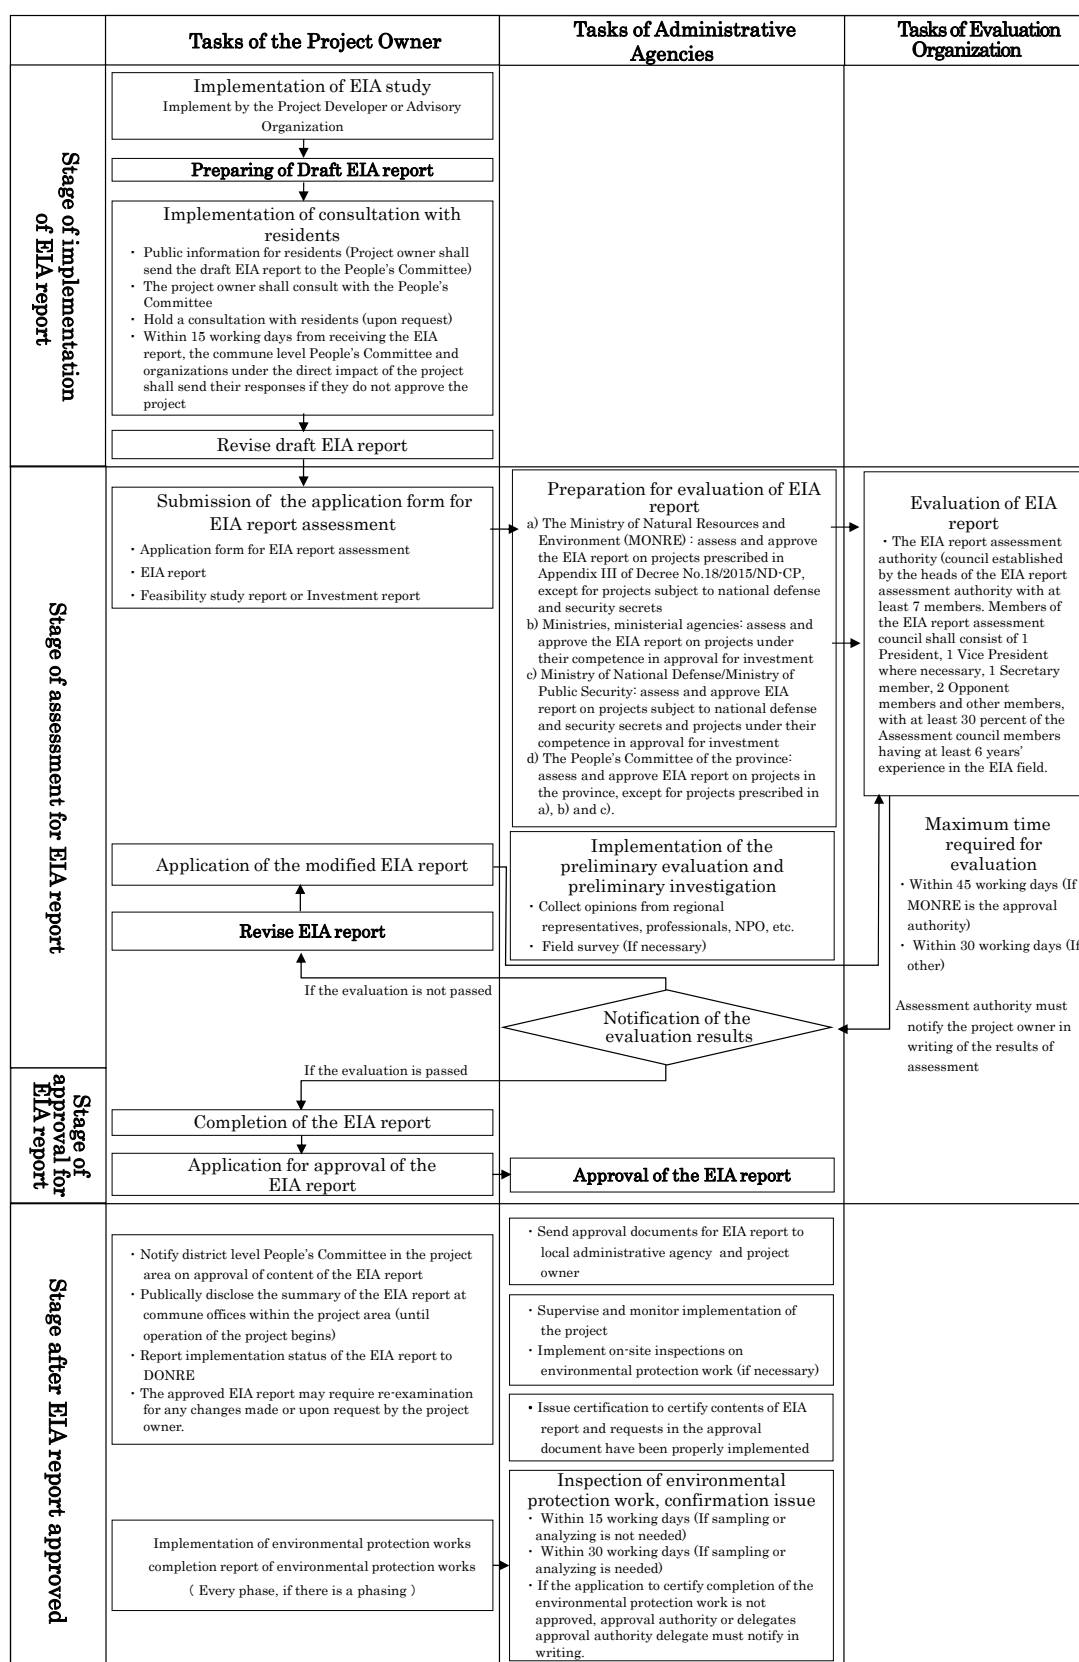 Tasks of the Project Owner
Tasks of Administrative
Agencies
Tasks of Evaluation
Organization
Stage of implementation
of EIA report
Implementation of EIA study
Implement by the Project Developer or Advisory
Organization
Preparing of Draft EIA report
Implementation of consultation with
residents
・ Public information for residents (Project owner shall
send the draft EIA report to the People's Committee)
・ The project owner shall consult with the People's
Committee
・ Hold a consultation with residents (upon request)
・ Within 15 working days from receiving the EIA
report, the commune level People's Committee and
organizations under the direct impact of the project
shall send their responses if they do not approve the
project
Revise draft EIA report
Stage of assessment for EIA report
Submission of the application form for
EIA report assessment
・ Application form for EIA report assessment
・ EIA report
・ Feasibility study report or Investment report
Preparation for evaluation of EIA
report
a) The Ministry of Natural Resources and
Environment (MONRE) : assess and approve
the EIA report on projects prescribed in
Appendix III of Decree No.18/2015/ND-CP,
except for projects subject to national defense
and security secrets
b) Ministries, ministerial agencies: assess and
approve the EIA report on projects under
their competence in approval for investment
c) Ministry of National Defense/Ministry of
Public Security: assess and approve EIA
report on projects subject to national defense
and security secrets and projects under their
competence in approval for investment
d) The People's Committee of the province:
assess and approve EIA report on projects in
the province, except for projects prescribed in
a), b) and c).
Evaluation of EIA
report
・ The EIA report assessment
authority (council established
by the heads of the EIA report
assessment authority with at
least 7 members. Members of
the EIA report assessment
council shall consist of 1
President, 1 Vice President
where necessary, 1 Secretary
member, 2 Opponent
members and other members,
with at least 30 percent of the
Assessment council members
having at least 6 years'
experience in the EIA field.
Application of the modified EIA report
Revise EIA report
Implementation of the
preliminary evaluation and
preliminary investigation
・ Collect opinions from regional
representatives, professionals, NPO, etc.
・ Field survey (If necessary)
Maximum time
required for
evaluation
・ Within 45 working days (If
MONRE is the approval
authority)
・ Within 30 working days (If
other)
Assessment authority must
notify the project owner in
writing of the results of
assessment
If the evaluation is not passed
Notification of the
evaluation results
If the evaluation is passed
Stage of
approval for
EIA report
Completion of the EIA report
Application for approval of the
EIA report
Approval of the EIA report
Stage after EIA report approved
・ Notify district level People's Committee in the project
area on approval of content of the EIA report
・ Publically disclose the summary of the EIA report at
commune offices within the project area (until
operation of the project begins)
・ Report implementation status of the EIA report to
DONRE
・ The approved EIA report may require re-examination
for any changes made or upon request by the project
owner.
・ Send approval documents for EIA report to
local administrative agency and project
owner
・ Supervise and monitor implementation of
the project
・ Implement on-site inspections on
environmental protection work (if necessary)
• Issue certification to certify contents of EIA
report and requests in the approval
document have been properly implemented
Implementation of environmental protection works
completion report of environmental protection works
( Every phase, if there is a phasing )
Inspection of environmental
protection work, confirmation issue
・ Within 15 working days (If sampling or
analyzing is not needed)
・ Within 30 working days (If sampling or
analyzing is needed)
・ If the application to certify completion of the
environmental protection work is not
approved, approval authority or delegates
approval authority delegate must notify in
writing.